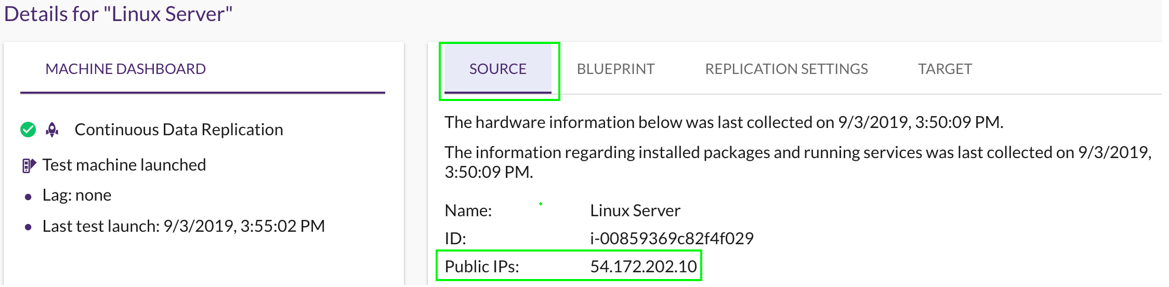 Details for "Linux Server"
MACHINE DASHBOARD
Continuous Data Replication
Test machine launched
Lag: none
Last test launch: 9/3/2019, 3:55:02 PM
SOURCE BLUEPRINT REPLICATION SETTINGS TARGET
The hardware information below was last collected on 9/3/2019, 3:50:09 PM.
The information regarding installed packages and running services was last collected on 9/3/2019,
3:50:09 PM.
Name: Linux Server
ID: i-00859369c82f4f029
Public IPs: 54.172.202.10